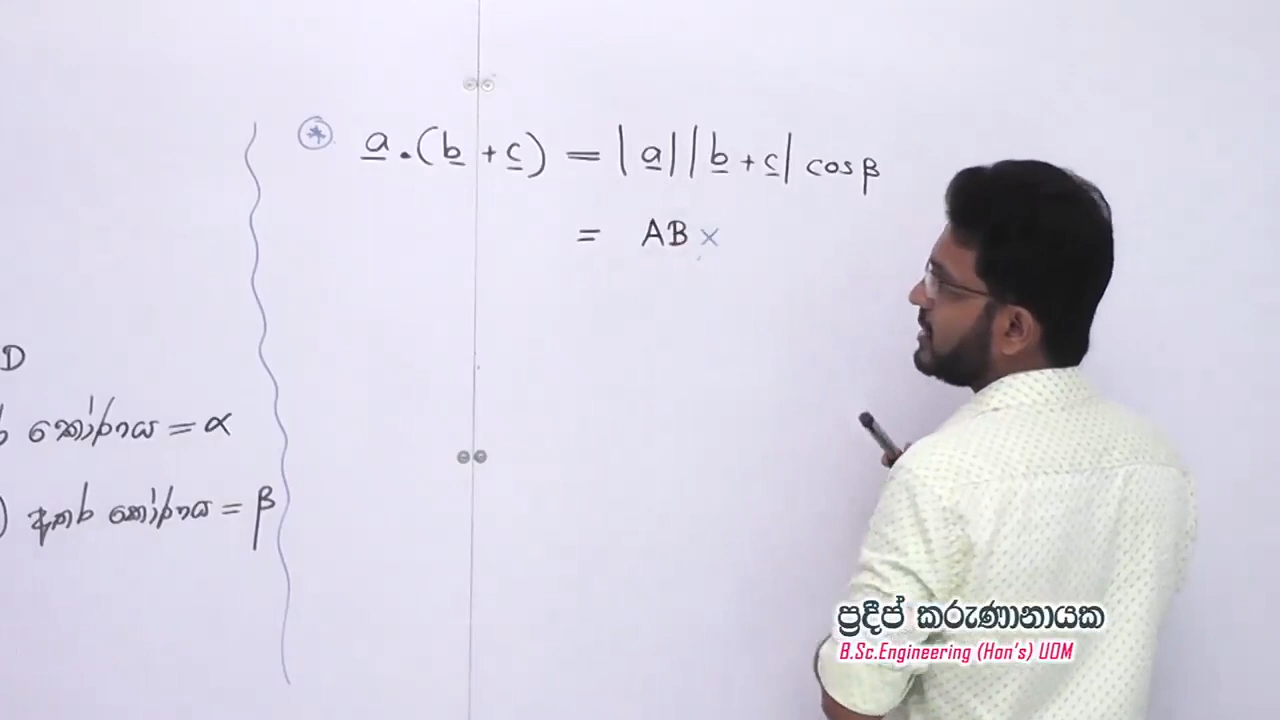 * a.(b + c) = |a||b + c| cos β
= AB ×
D
කෝණය = α
) අතර කෝණය = β
ප්‍රදීප් කරුණානායක
B.Sc.Engineering (Hon's) UOM